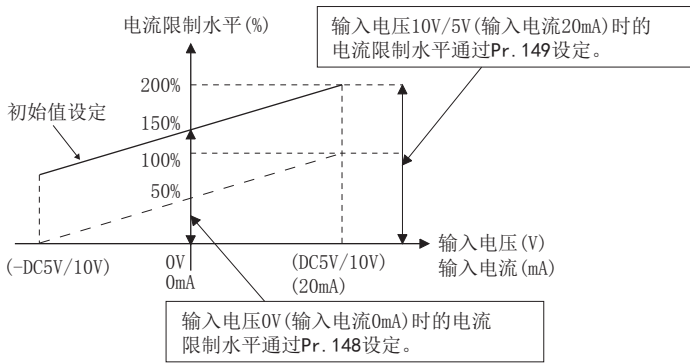 电流限制水平(%)
输入电压10V/5V(输入电流20mA)时的
电流限制水平通过Pr.149设定。
200%
初始值设定
150%
100%
50%
输入电压(V)
输入电流(mA)
(-DC5V/10V)
0V
0mA
(DC5V/10V)
(20mA)
输入电压0V(输入电流0mA)时的电流
限制水平通过Pr.148设定。